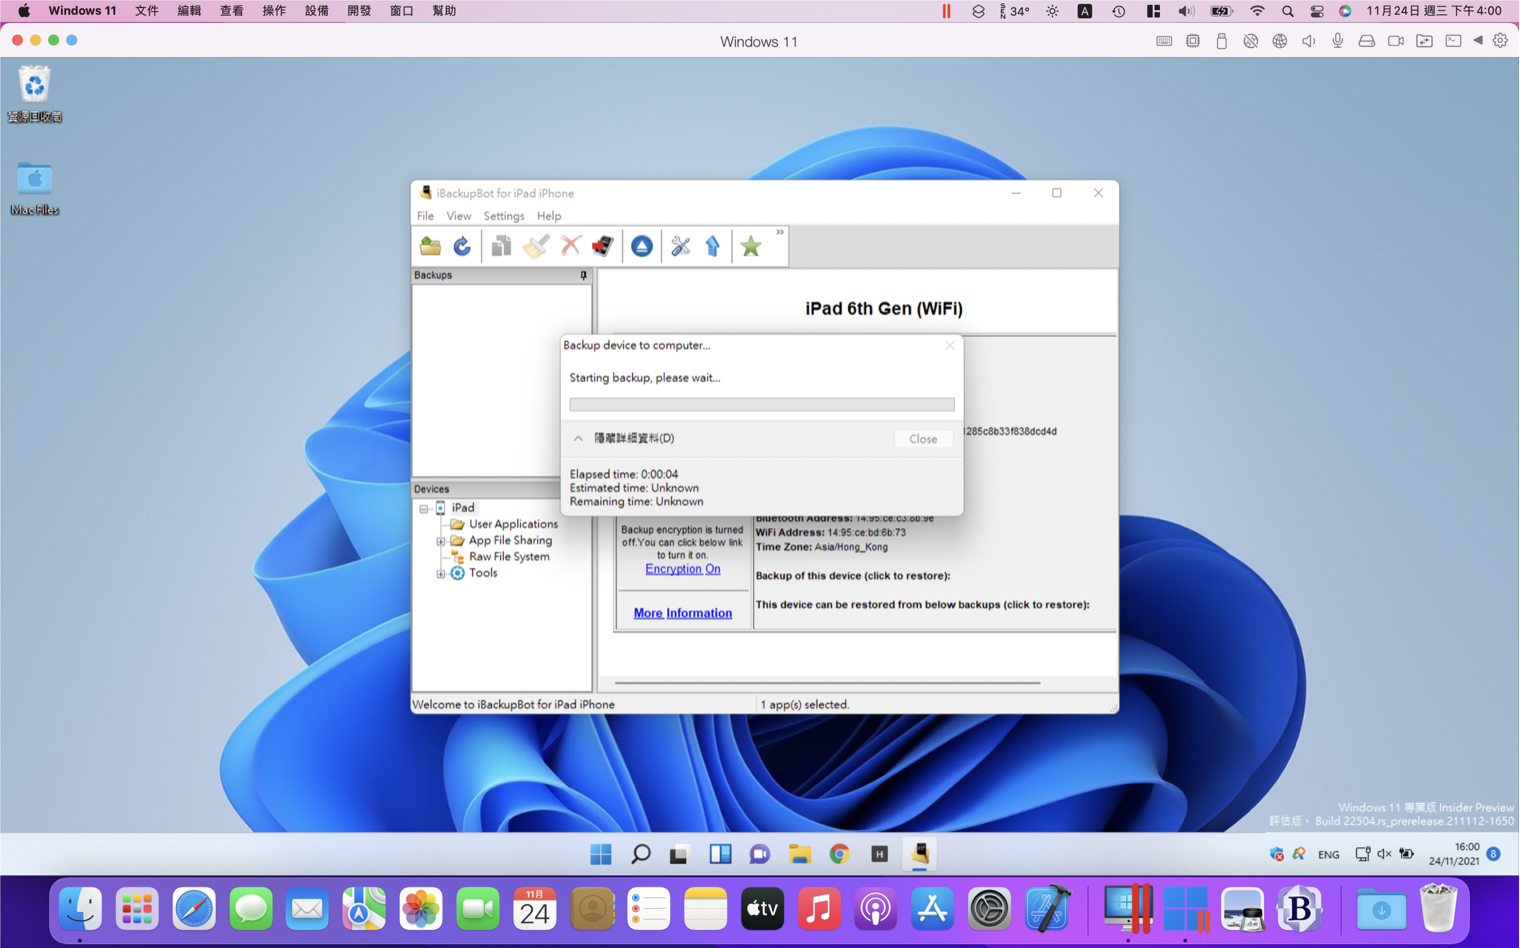 Windows 11 文件 編輯 查看 操作 設備 開發 窗口 幫助
34° A 11月24日 週三 下午4:00
Windows 11
資源回收筒
Mac Files
iBackupBot for iPad iPhone
File View Settings Help
Backups
iPad 6th Gen (WiFi)
Backup device to computer...
Starting backup, please wait...
隱藏詳細資料(D)
Close
1285c8b33f838dcd4d
Elapsed time: 0:00:04
Estimated time: Unknown
Remaining time: Unknown
Devices
iPad
User Applications
App File Sharing
Raw File System
Tools
Backup encryption is turned
off.You can click below link
to turn it on.
Encryption On
More Information
Bluetooth Address: 14:95:ce:c3:6b:9e
WiFi Address: 14:95:ce:bd:6b:73
Time Zone: Asia/Hong_Kong
Backup of this device (click to restore):
This device can be restored from below backups (click to restore):
Welcome to iBackupBot for iPad iPhone
1 app(s) selected.
Windows 11 專業版 Insider Preview
評估版。 Build 22504.rs_prerelease.211112-1650
H
ENG
16:00
24/11/2021
8
11月
24
tv
B